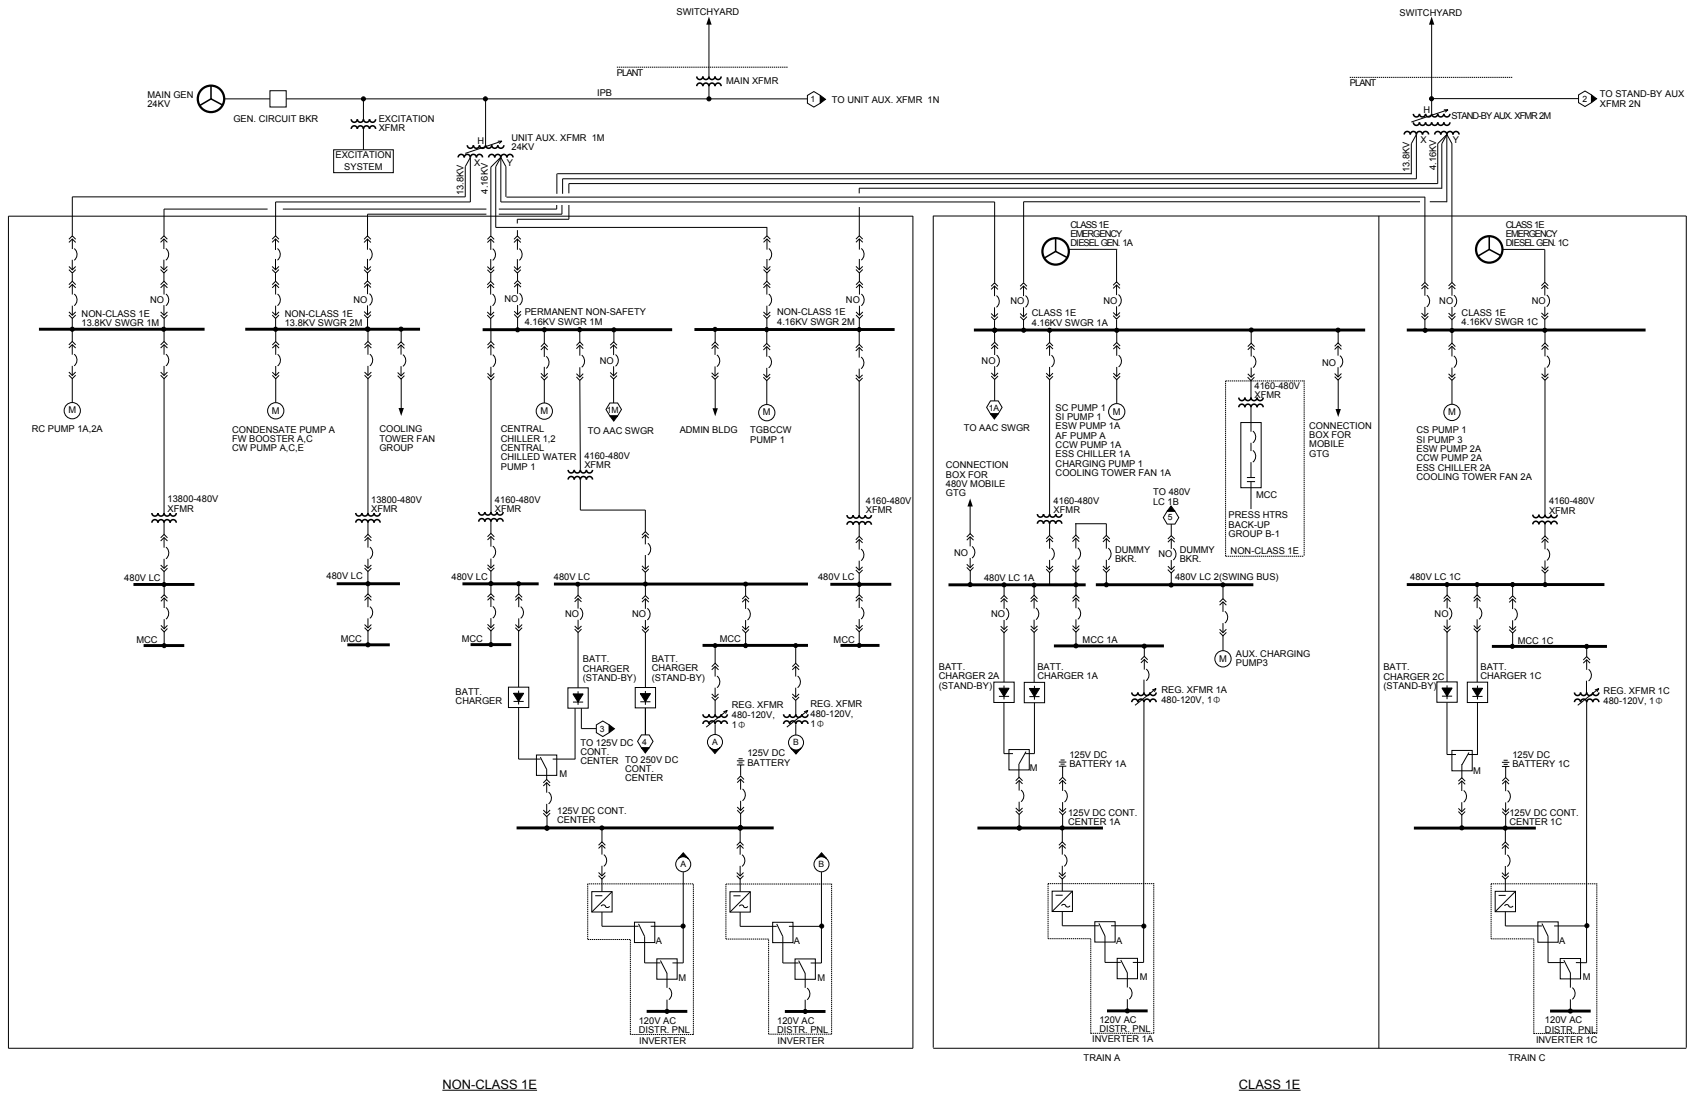 SWITCHYARD
SWITCHYARD
PLANT
MAIN XFMR
PLANT
MAIN GEN
24KV
IPB
1
TO UNIT AUX. XFMR 1N
2
TO STAND-BY AUX
XFMR 2N
GEN. CIRCUIT BKR
EXCITATION
XFMR
EXCITATION
SYSTEM
H
UNIT AUX. XFMR 1M
24KV
X
Y
13.8KV
4.16KV
H
STAND-BY AUX. XFMR 2M
X
Y
13.8KV
4.16KV
NO
NON-CLASS 1E
13.8KV SWGR 1M
NO
NON-CLASS 1E
13.8KV SWGR 2M
NO
PERMANENT NON-SAFETY
4.16KV SWGR 1M
NO
NON-CLASS 1E
4.16KV SWGR 2M
CLASS 1E
EMERGENCY
DIESEL GEN. 1A
NO
NO
CLASS 1E
4.16KV SWGR 1A
CLASS 1E
EMERGENCY
DIESEL GEN. 1C
NO
NO
CLASS 1E
4.16KV SWGR 1C
M
RC PUMP 1A,2A
M
CONDENSATE PUMP A
FW BOOSTER A,C
CW PUMP A,C,E
COOLING
TOWER FAN
GROUP
M
CENTRAL
CHILLER 1,2
CENTRAL
CHILLED WATER
PUMP 1
NO
1M
TO AAC SWGR
4160-480V
XFMR
ADMIN BLDG
M
TGBCCW
PUMP 1
NO
1A
TO AAC SWGR
M
SC PUMP 1
SI PUMP 1
ESW PUMP 1A
AF PUMP A
CCW PUMP 1A
ESS CHILLER 1A
CHARGING PUMP 1
COOLING TOWER FAN 1A
4160-480V
XFMR
MCC
PRESS HTRS
BACK-UP
GROUP B-1
NON-CLASS 1E
NO
CONNECTION
BOX FOR
MOBILE
GTG
M
CS PUMP 1
SI PUMP 3
ESW PUMP 2A
CCW PUMP 2A
ESS CHILLER 2A
COOLING TOWER FAN 2A
CONNECTION
BOX FOR
480V MOBILE
GTG
TO 480V
LC 1B
5
13800-480V
XFMR
13800-480V
XFMR
4160-480V
XFMR
4160-480V
XFMR
4160-480V
XFMR
4160-480V
XFMR
NO
DUMMY
BKR.
NO
DUMMY
BKR.
480V LC
480V LC
480V LC
480V LC
480V LC
480V LC 1A
480V LC 2(SWING BUS)
480V LC 1C
NO
NO
NO
NO
MCC
MCC
MCC
MCC
MCC
MCC 1A
MCC 1C
M
AUX. CHARGING
PUMP3
BATT.
CHARGER
BATT.
CHARGER
(STAND-BY)
BATT.
CHARGER
(STAND-BY)
REG. XFMR
480-120V,
1Φ
REG. XFMR
480-120V,
1Φ
BATT.
CHARGER 2A
(STAND-BY)
BATT.
CHARGER 1A
REG. XFMR 1A
480-120V, 1Φ
BATT.
CHARGER 2C
(STAND-BY)
BATT.
CHARGER 1C
REG. XFMR 1C
480-120V, 1Φ
3
TO 125V DC
CONT.
CENTER
4
TO 250V DC
CONT.
CENTER
A
B
M
125V DC
BATTERY
M
125V DC
BATTERY 1A
M
125V DC
BATTERY 1C
125V DC CONT.
CENTER
125V DC CONT.
CENTER 1A
125V DC CONT.
CENTER 1C
A
B
A
M
A
M
A
M
A
M
120V AC
DISTR. PNL
INVERTER
120V AC
DISTR. PNL
INVERTER
120V AC
DISTR. PNL
INVERTER 1A
120V AC
DISTR. PNL
INVERTER 1C
TRAIN A
TRAIN C
NON-CLASS 1E
CLASS 1E